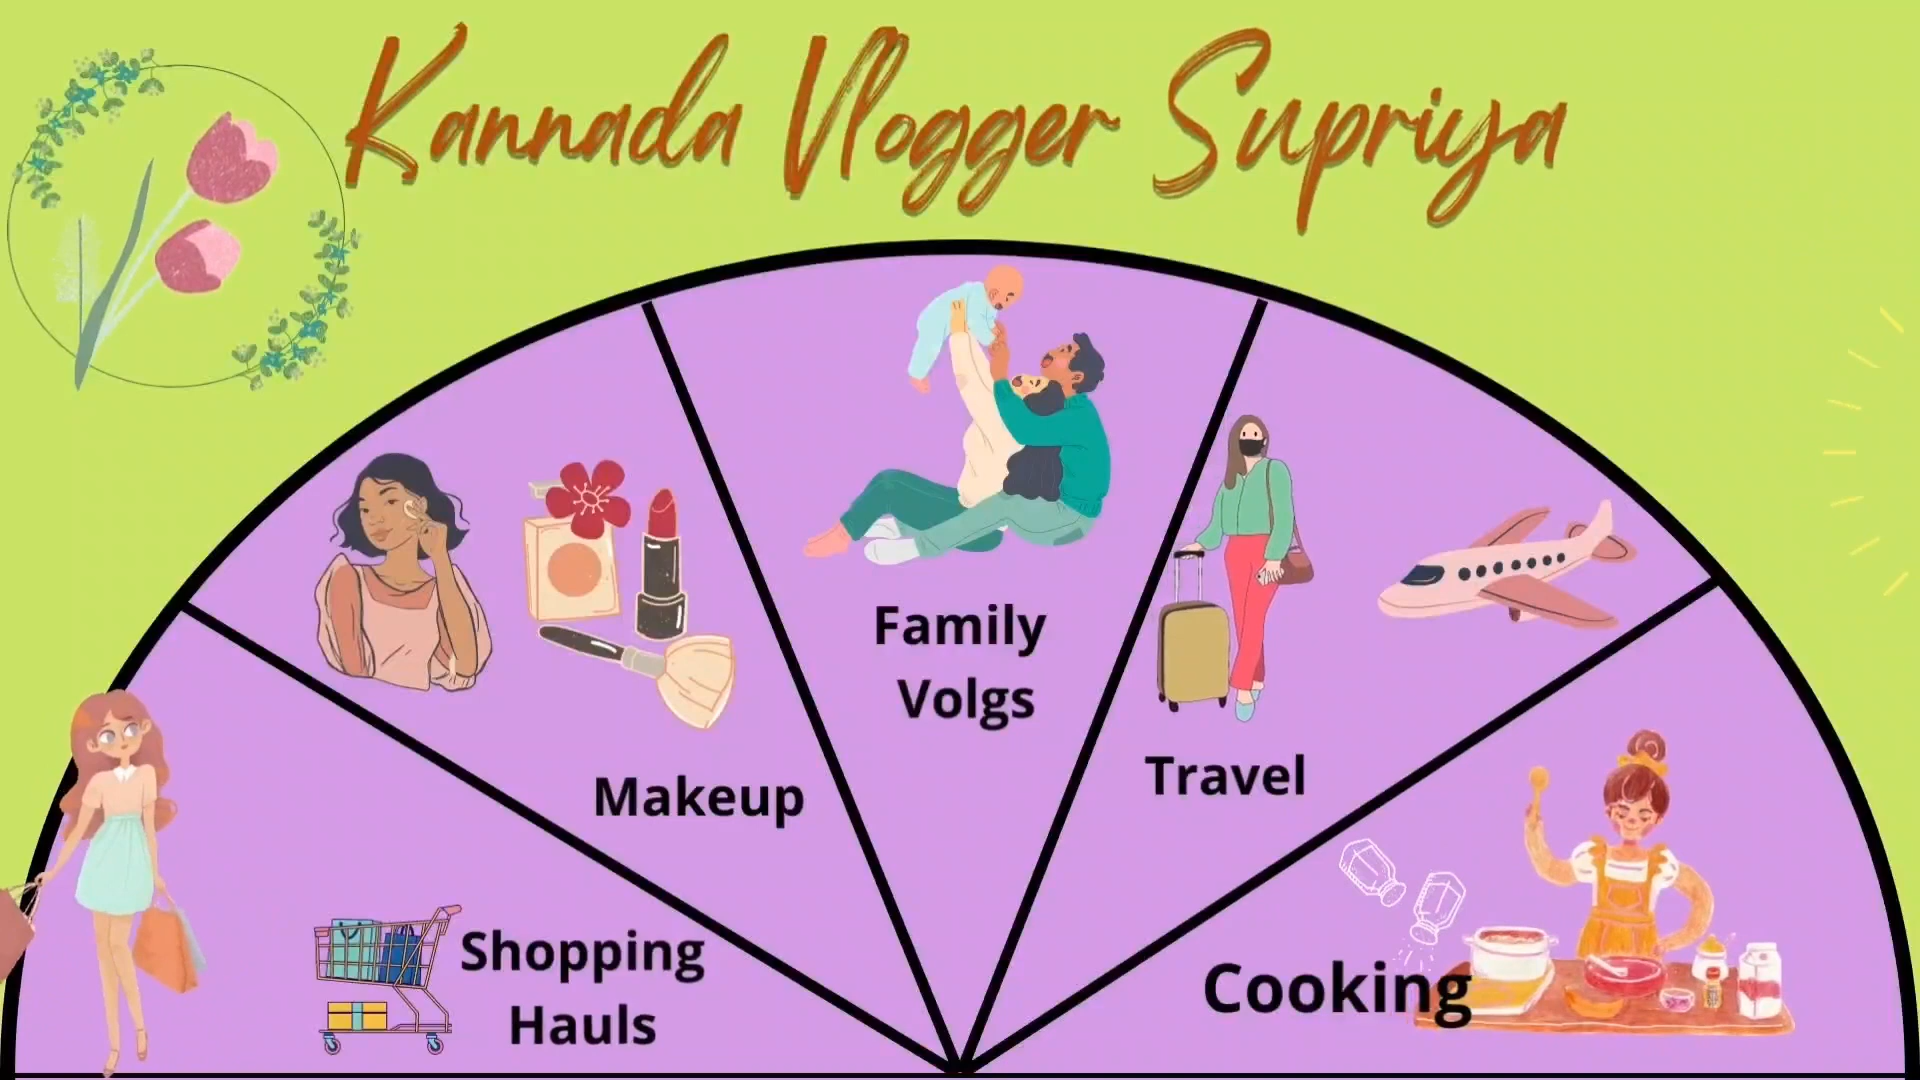 Kannada Vlogger Supriya
Family
Volgs
Makeup
Travel
Shopping
Hauls
Cooking